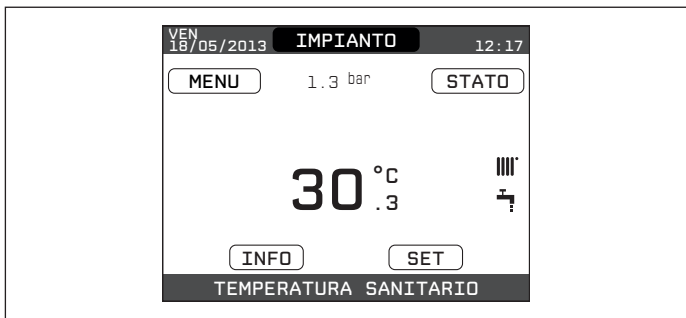 VEN
18/05/2013 IMPIANTO 12:17
MENU 1.3 bar STATO
30.3 °C
INFO SET
TEMPERATURA SANITARIO